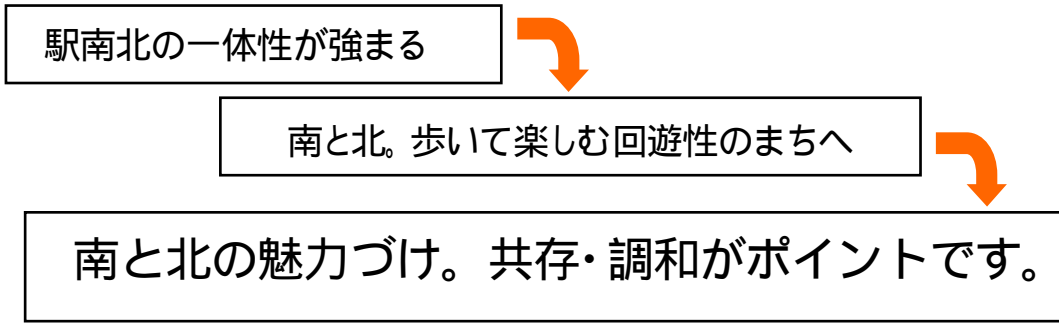 駅南北の一体性が強まる
南と北。歩いて楽しむ回遊性のまちへ
南と北の魅力づけ。共存・調和がポイントです。